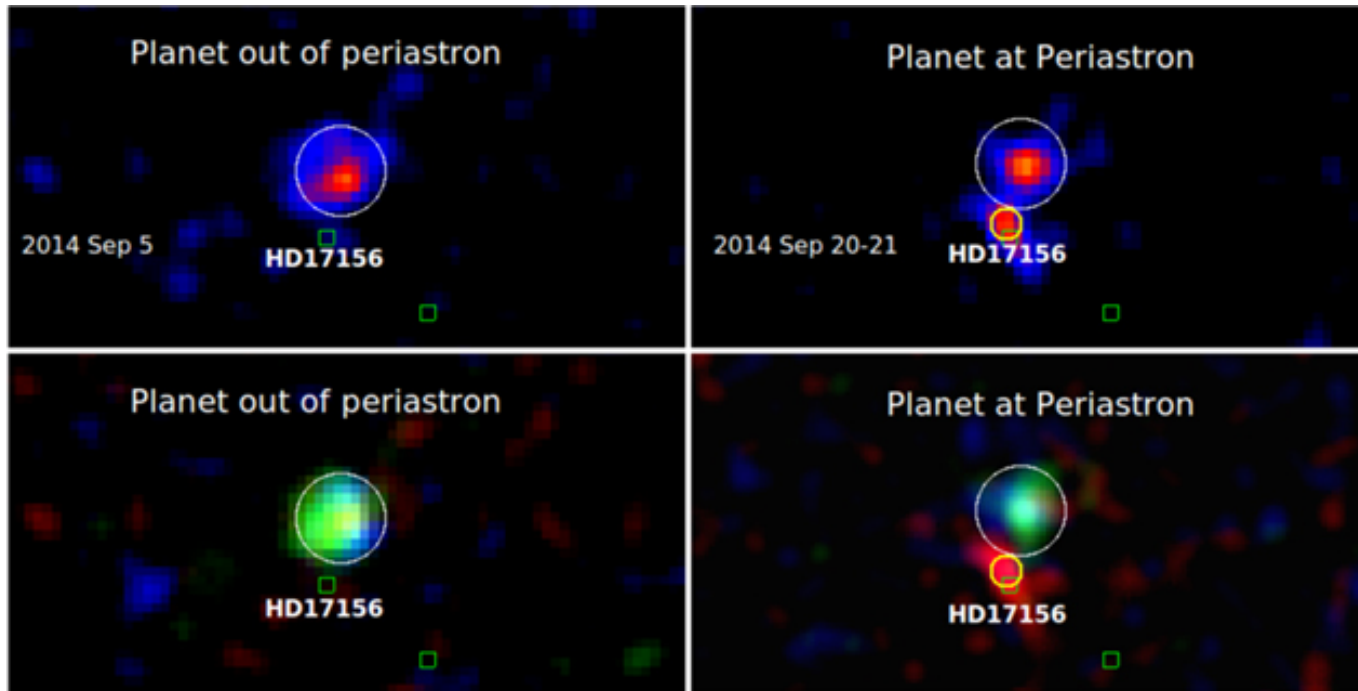 Planet out of periastron
2014 Sep 5
HD17156
Planet at Periastron
2014 Sep 20-21
HD17156
Planet out of periastron
HD17156
Planet at Periastron
HD17156